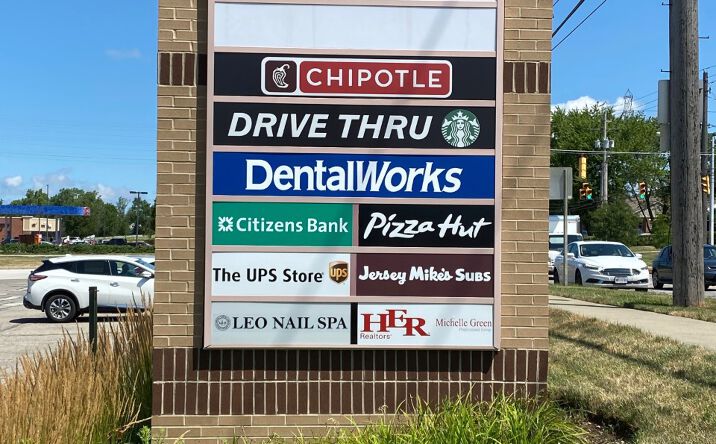 CHIPOTLE
DRIVE THRU
DentalWorks
Citizens Bank
Pizza Hut
The UPS Store ups
Jersey Mike's Subs
LEO NAIL SPA
HER
Realtors
Michelle Green